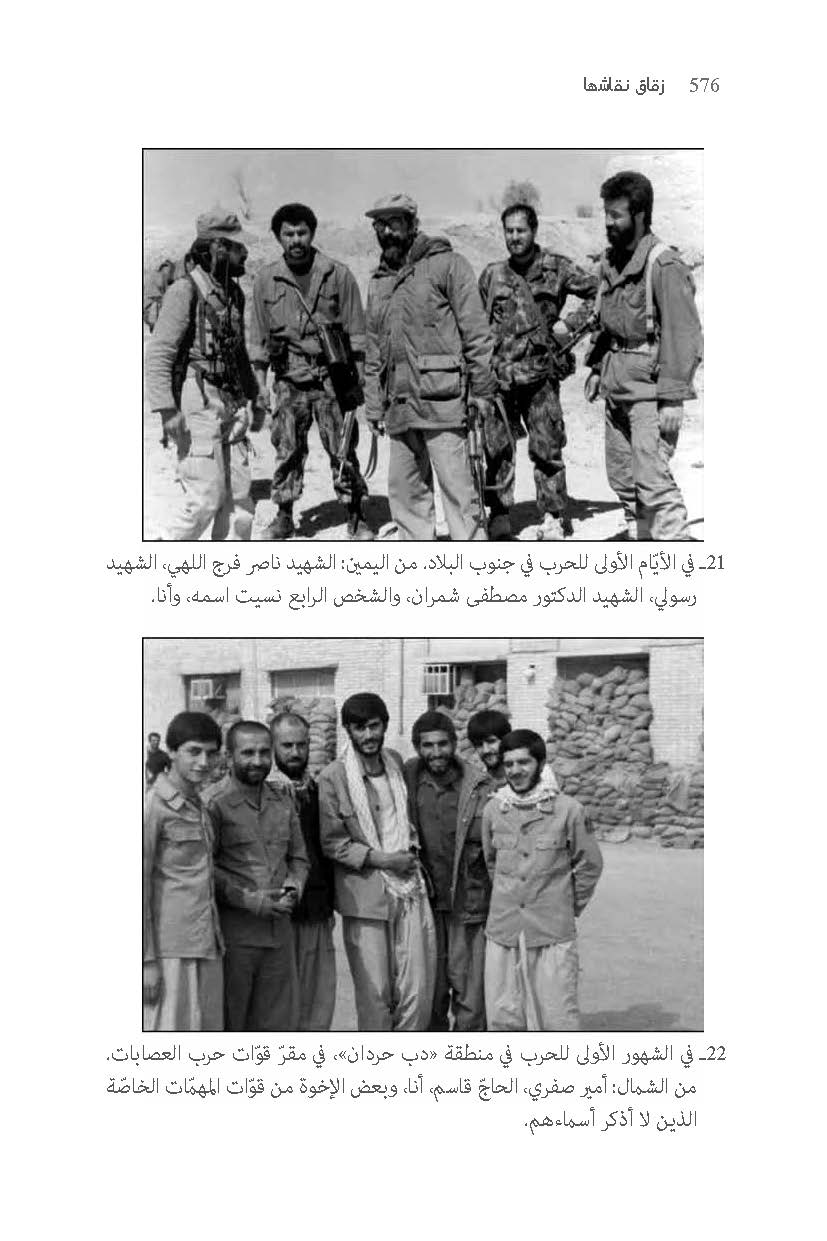 576 زقاق نقاشها
21ـ في الأيّام الأولى للحرب في جنوب البلاد. من اليمين: الشهيد ناصر فرج اللهي، الشهيد
رسولي، الشهيد الدكتور مصطفى شمران، والشخص الرابع نسيت اسمه، وأنا.
22ـ في الشهور الأولى للحرب في منطقة «دب حردان»، في مقرّ قوّات حرب العصابات.
من الشمال: أمير صفري، الحاجّ قاسم، أنا، وبعض الإخوة من قوّات المهمّات الخاصّة
الذين لا أذكر أسماءهم.